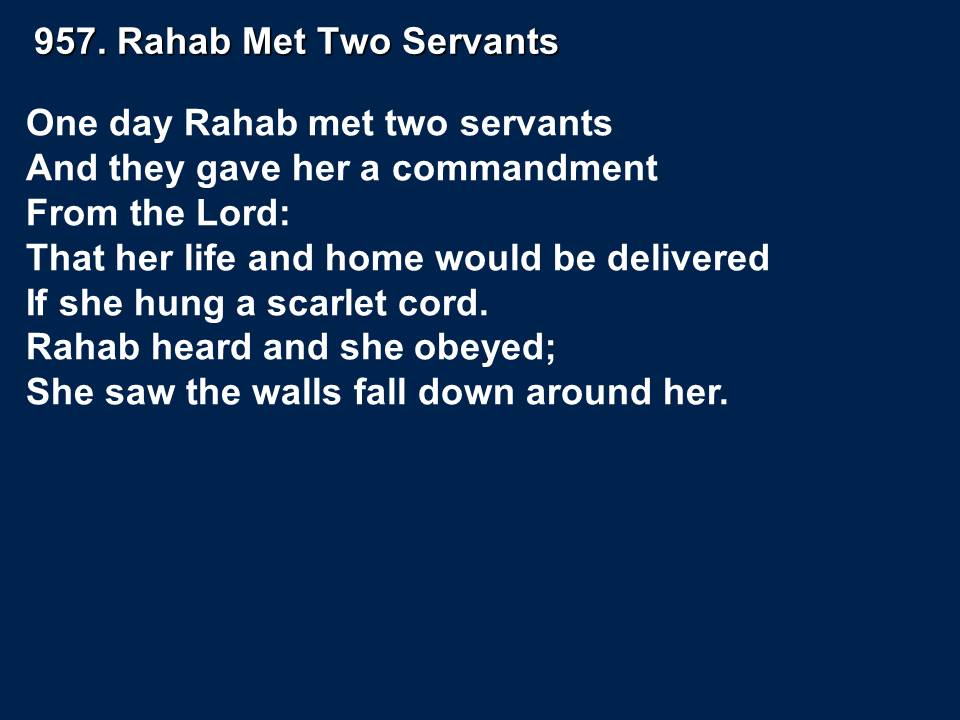 957. Rahab Met Two Servants
One day Rahab met two servants
And they gave her a commandment
From the Lord:
That her life and home would be delivered
If she hung a scarlet cord.
Rahab heard and she obeyed;
She saw the walls fall down around her.